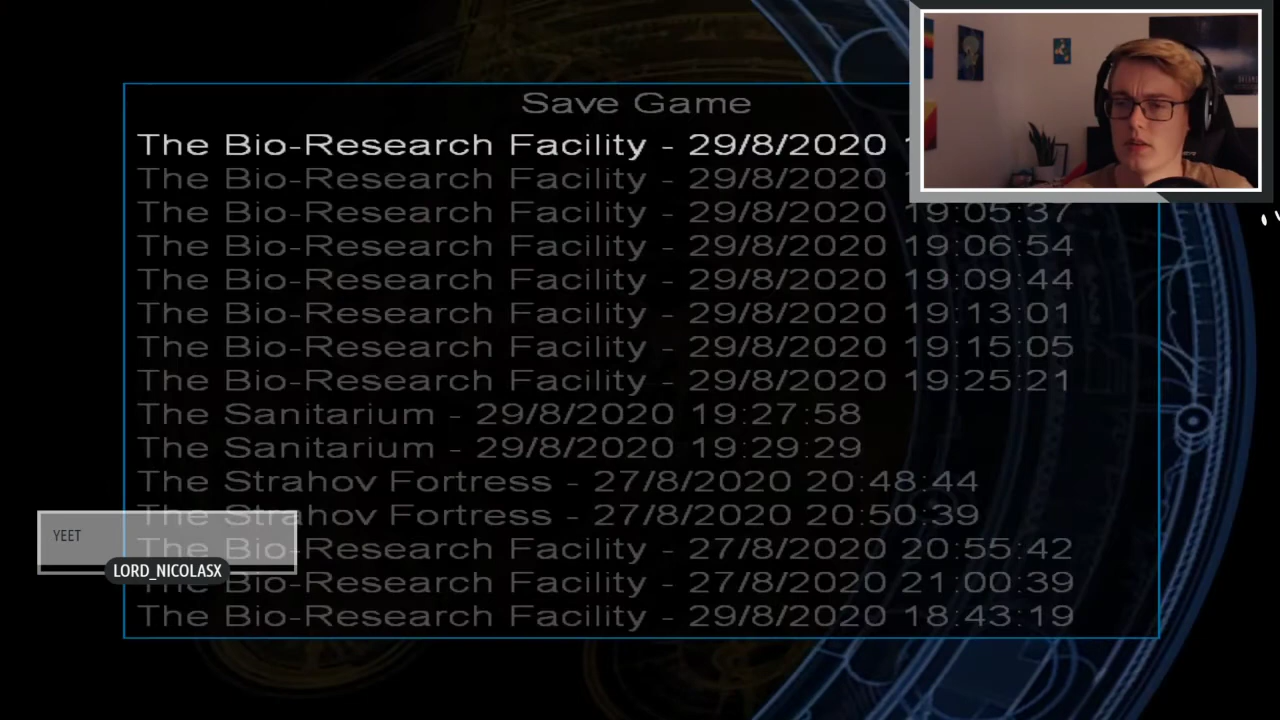 Save Game
The Bio-Research Facility - 29/8/2020
The Bio-Research Facility - 29/8/2020
The Bio-Research Facility - 29/8/2020 19:05:37
The Bio-Research Facility - 29/8/2020 19:06:54
The Bio-Research Facility - 29/8/2020 19:09:44
The Bio-Research Facility - 29/8/2020 19:13:01
The Bio-Research Facility - 29/8/2020 19:15:05
The Bio-Research Facility - 29/8/2020 19:25:21
The Sanitarium - 29/8/2020 19:27:58
The Sanitarium - 29/8/2020 19:29:29
The Strahov Fortress - 27/8/2020 20:48:44
The Strahov Fortress - 27/8/2020 20:50:39
YEET
The Bio-Research Facility - 27/8/2020 20:55:42
LORD_NICOLASX
The Bio-Research Facility - 27/8/2020 21:00:39
The Bio-Research Facility - 29/8/2020 18:43:19